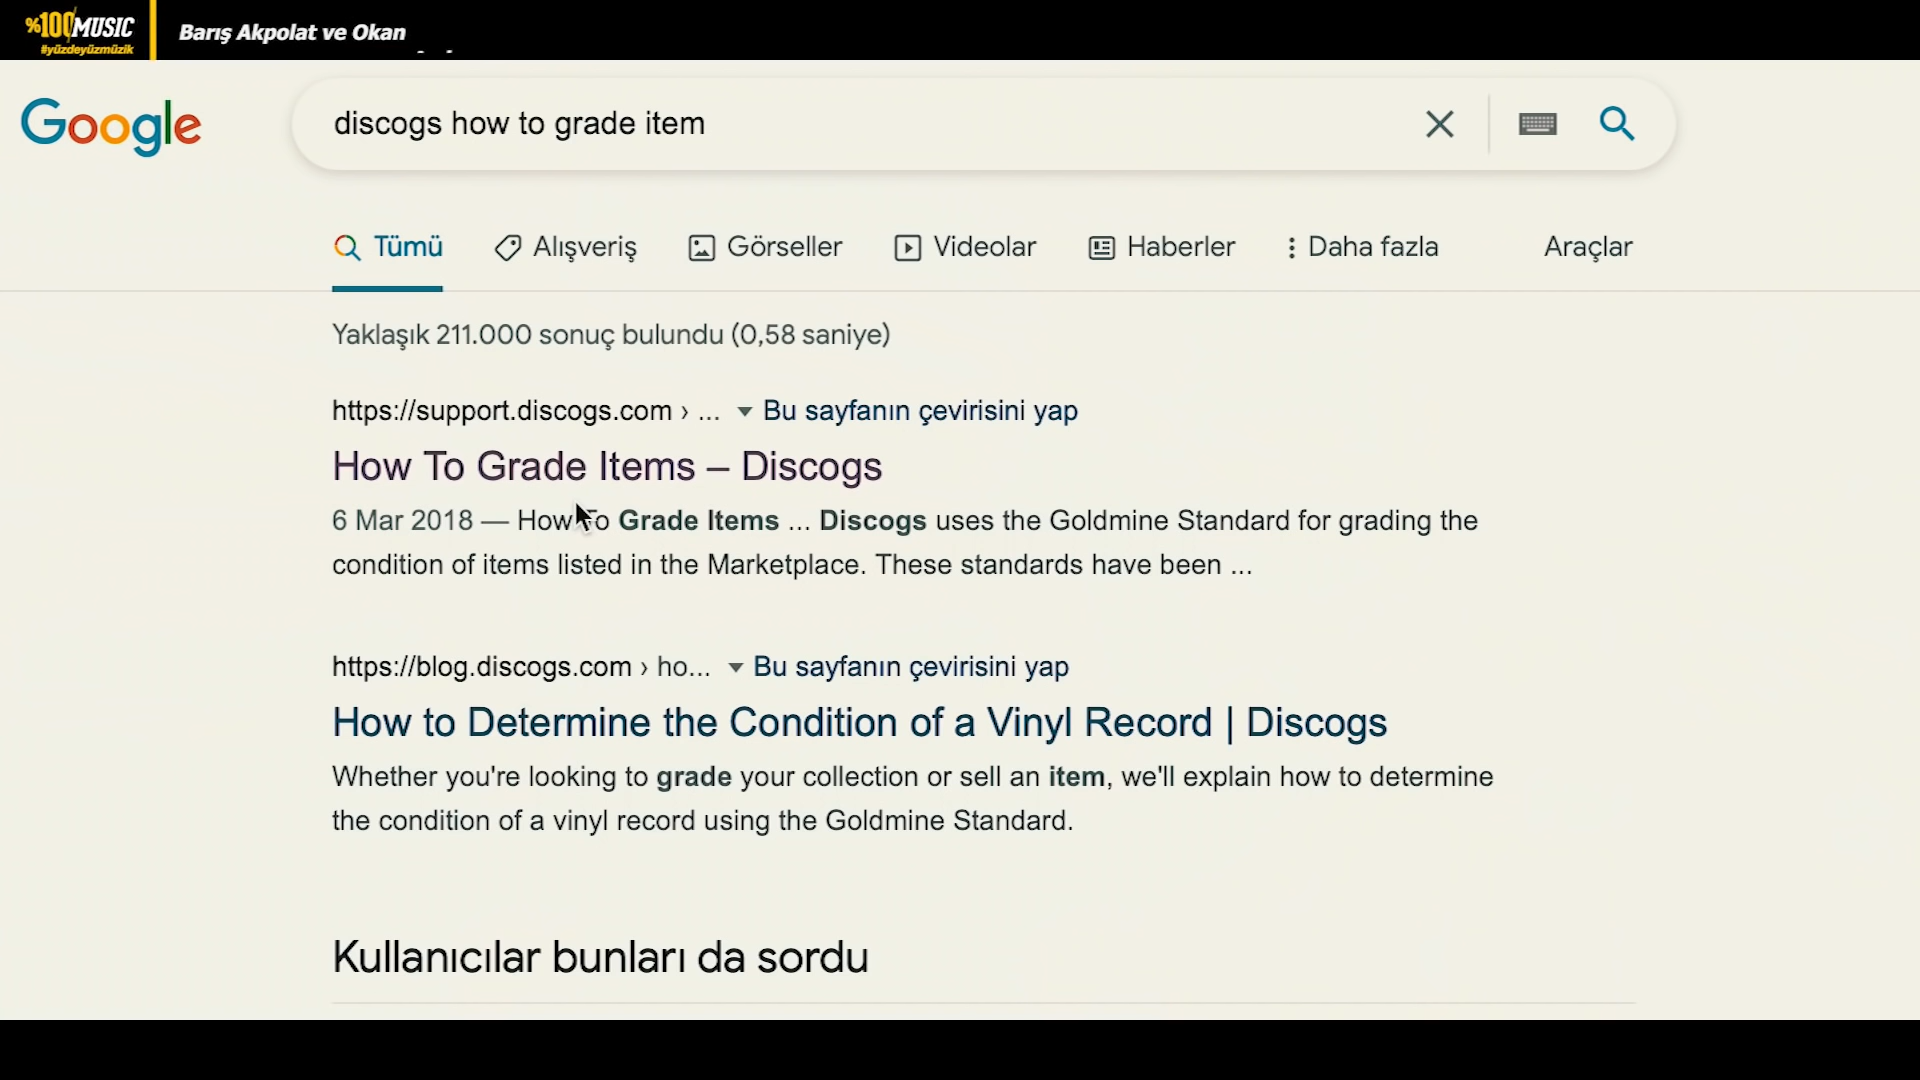 %100MUSIC
#yüzdeyüzmüzik
Barış Akpolat ve Okan
Google
discogs how to grade item
Tümü
Alışveriş
Görseller
Videolar
Haberler
Daha fazla
Araçlar
Yaklaşık 211.000 sonuç bulundu (0,58 saniye)
https://support.discogs.com › ... Bu sayfanın çevirisini yap
How To Grade Items – Discogs
6 Mar 2018 — How To Grade Items ... Discogs uses the Goldmine Standard for grading the
condition of items listed in the Marketplace. These standards have been ...
https://blog.discogs.com › ho... Bu sayfanın çevirisini yap
How to Determine the Condition of a Vinyl Record | Discogs
Whether you're looking to grade your collection or sell an item, we'll explain how to determine
the condition of a vinyl record using the Goldmine Standard.
Kullanıcılar bunları da sordu